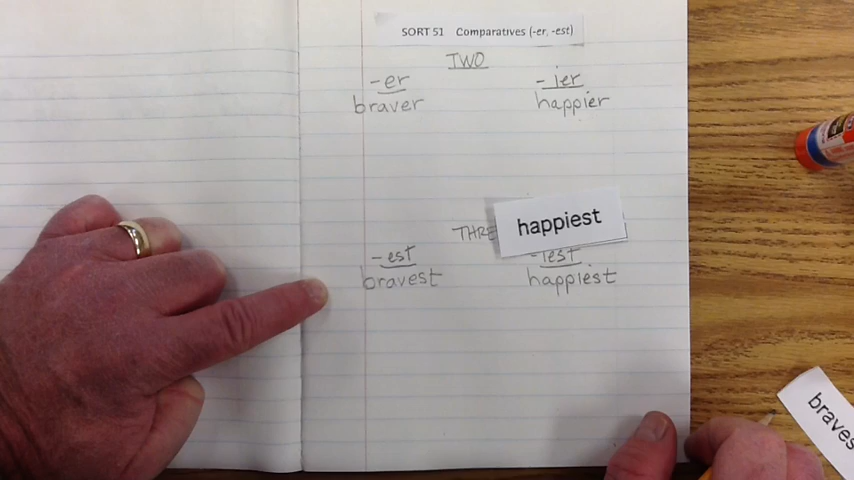 SORT 51 Comparatives (-er, -est)
TWO
-er -ier
braver happier
happiest
THRE
-est -iest
bravest happiest
braves